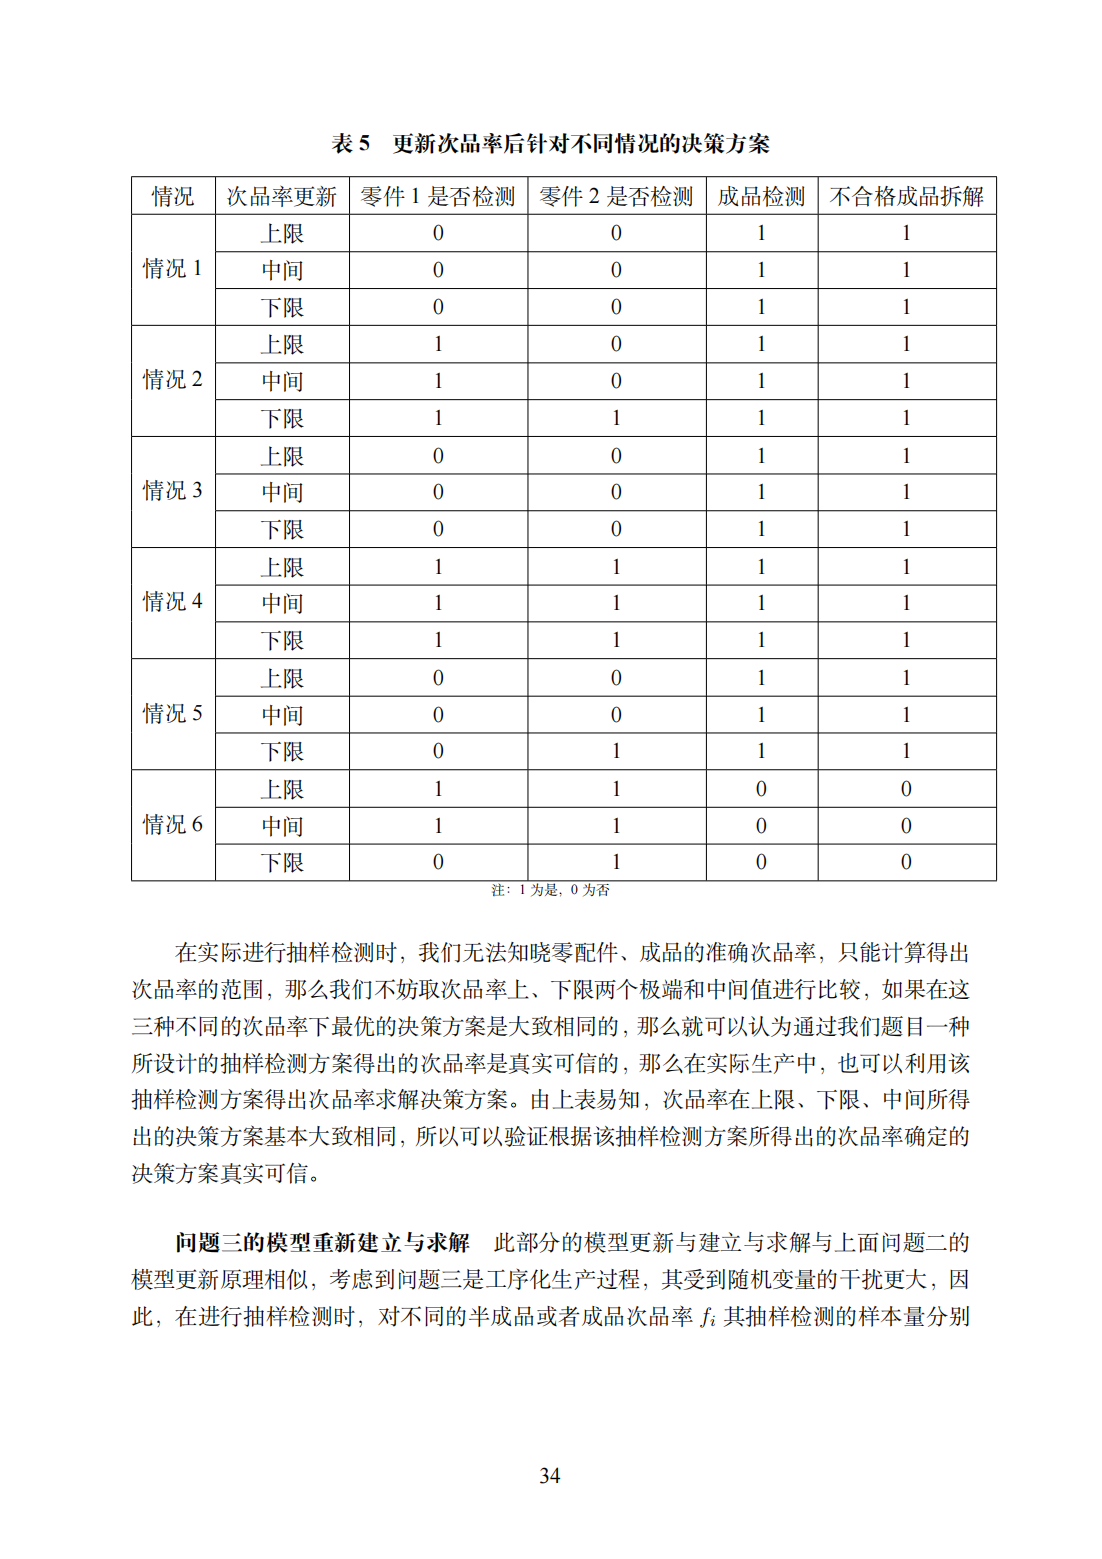 表 5 更新次品率后针对不同情况的决策方案
情况 次品率更新 零件 1 是否检测 零件 2 是否检测 成品检测 不合格成品拆解
情况 1
上限 0 0 1 1
中间 0 0 1 1
下限 0 0 1 1
情况 2
上限 1 0 1 1
中间 1 0 1 1
下限 1 1 1 1
情况 3
上限 0 0 1 1
中间 0 0 1 1
下限 0 0 1 1
情况 4
上限 1 1 1 1
中间 1 1 1 1
下限 1 1 1 1
情况 5
上限 0 0 1 1
中间 0 0 1 1
下限 0 1 1 1
情况 6
上限 1 1 0 0
中间 1 1 0 0
下限 0 1 0 0
注：1 为是，0 为否
在实际进行抽样检测时，我们无法知晓零配件、成品的准确次品率，只能计算得出
次品率的范围，那么我们不妨取次品率上、下限两个极端和中间值进行比较，如果在这
三种不同的次品率下最优的决策方案是大致相同的，那么就可以认为通过我们题目一种
所设计的抽样检测方案得出的次品率是真实可信的，那么在实际生产中，也可以利用该
抽样检测方案得出次品率求解决策方案。由上表易知，次品率在上限、下限、中间所得
出的决策方案基本大致相同，所以可以验证根据该抽样检测方案所得出的次品率确定的
决策方案真实可信。
问题三的模型重新建立与求解 此部分的模型更新与建立与求解与上面问题二的
模型更新原理相似，考虑到问题三是工序化生产过程，其受到随机变量的干扰更大，因
此，在进行抽样检测时，对不同的半成品或者成品次品率 fᵢ 其抽样检测的样本量分别
34